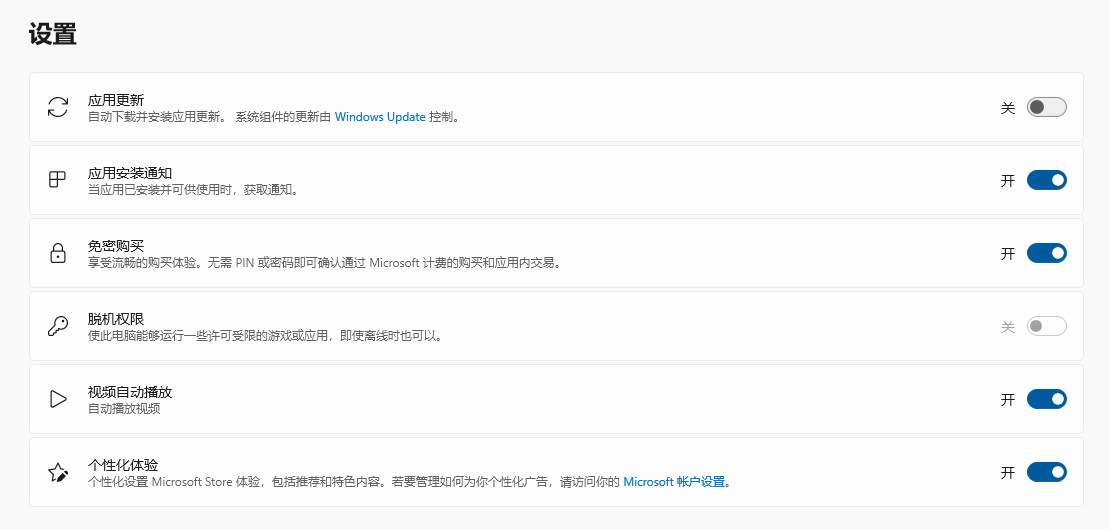 设置
应用更新
自动下载并安装应用更新。 系统组件的更新由 Windows Update 控制。
关
应用安装通知
当应用已安装并可供使用时，获取通知。
开
免密购买
享受流畅的购买体验。无需 PIN 或密码即可确认通过 Microsoft 计费的购买和应用内交易。
开
脱机权限
使此电脑能够运行一些许可受限的游戏或应用，即使离线时也可以。
关
视频自动播放
自动播放视频
开
个性化体验
个性化设置 Microsoft Store 体验，包括推荐和特色内容。若要管理如何为你个性化广告，请访问你的 Microsoft 帐户设置。
开